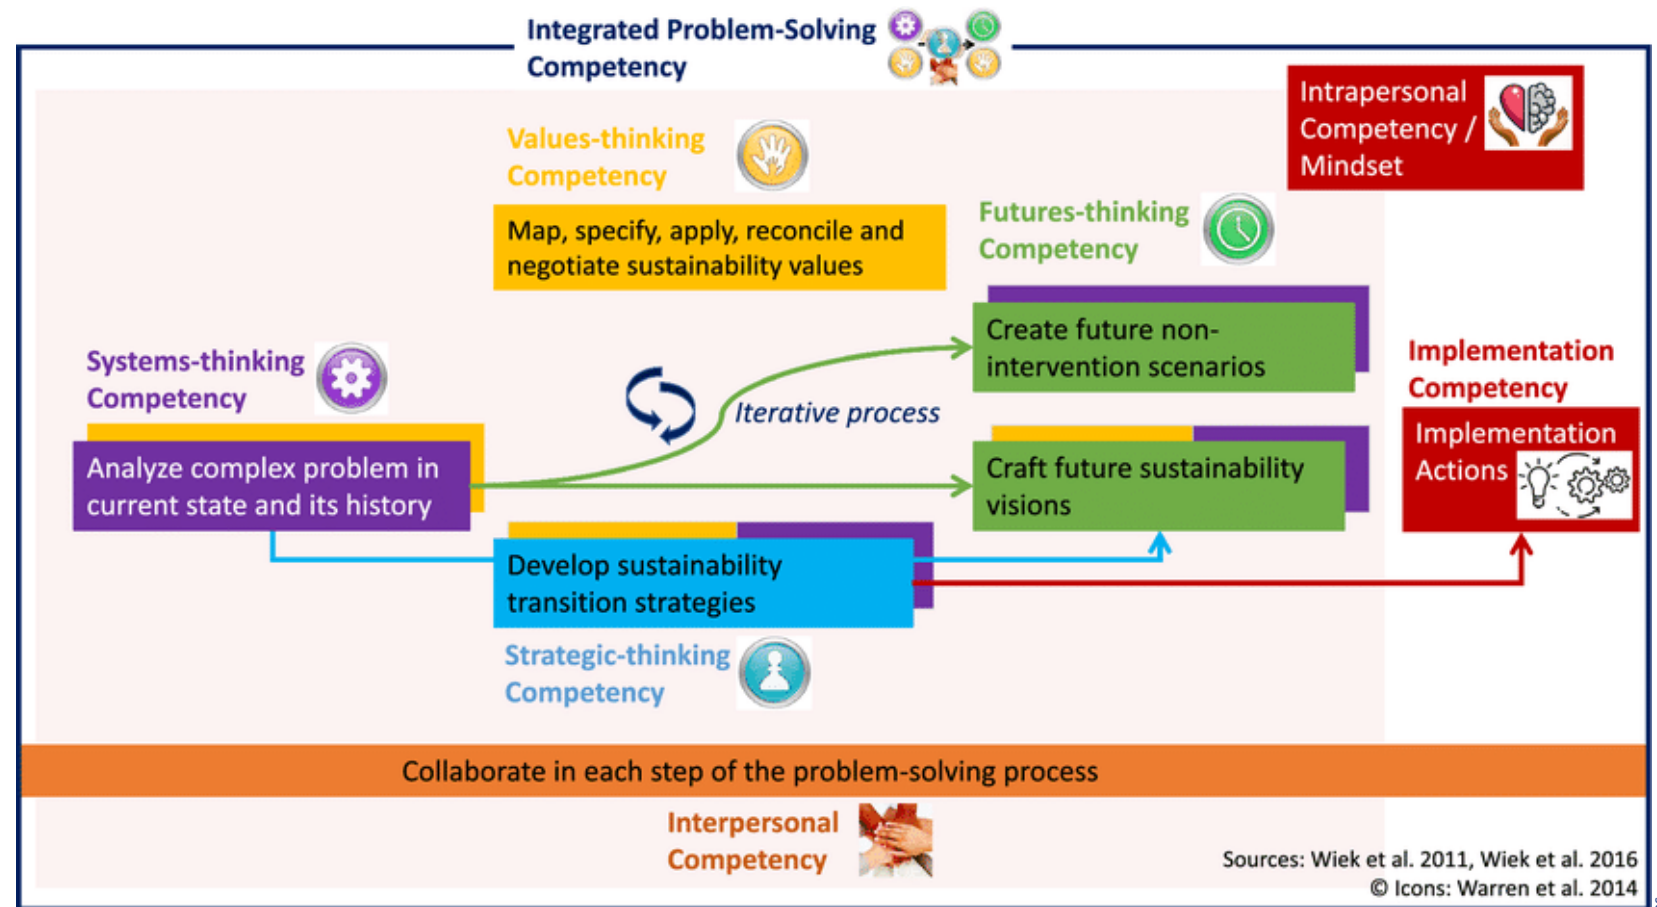 Integrated Problem-Solving
Competency
Intrapersonal
Competency /
Mindset
Values-thinking
Competency
Map, specify, apply, reconcile and
negotiate sustainability values
Futures-thinking
Competency
Create future non-
intervention scenarios
Systems-thinking
Competency
Iterative process
Implementation
Competency
Analyze complex problem in
current state and its history
Craft future sustainability
visions
Implementation
Actions
Develop sustainability
transition strategies
Strategic-thinking
Competency
Collaborate in each step of the problem-solving process
Interpersonal
Competency
Sources: Wiek et al. 2011, Wiek et al. 2016
© Icons: Warren et al. 2014